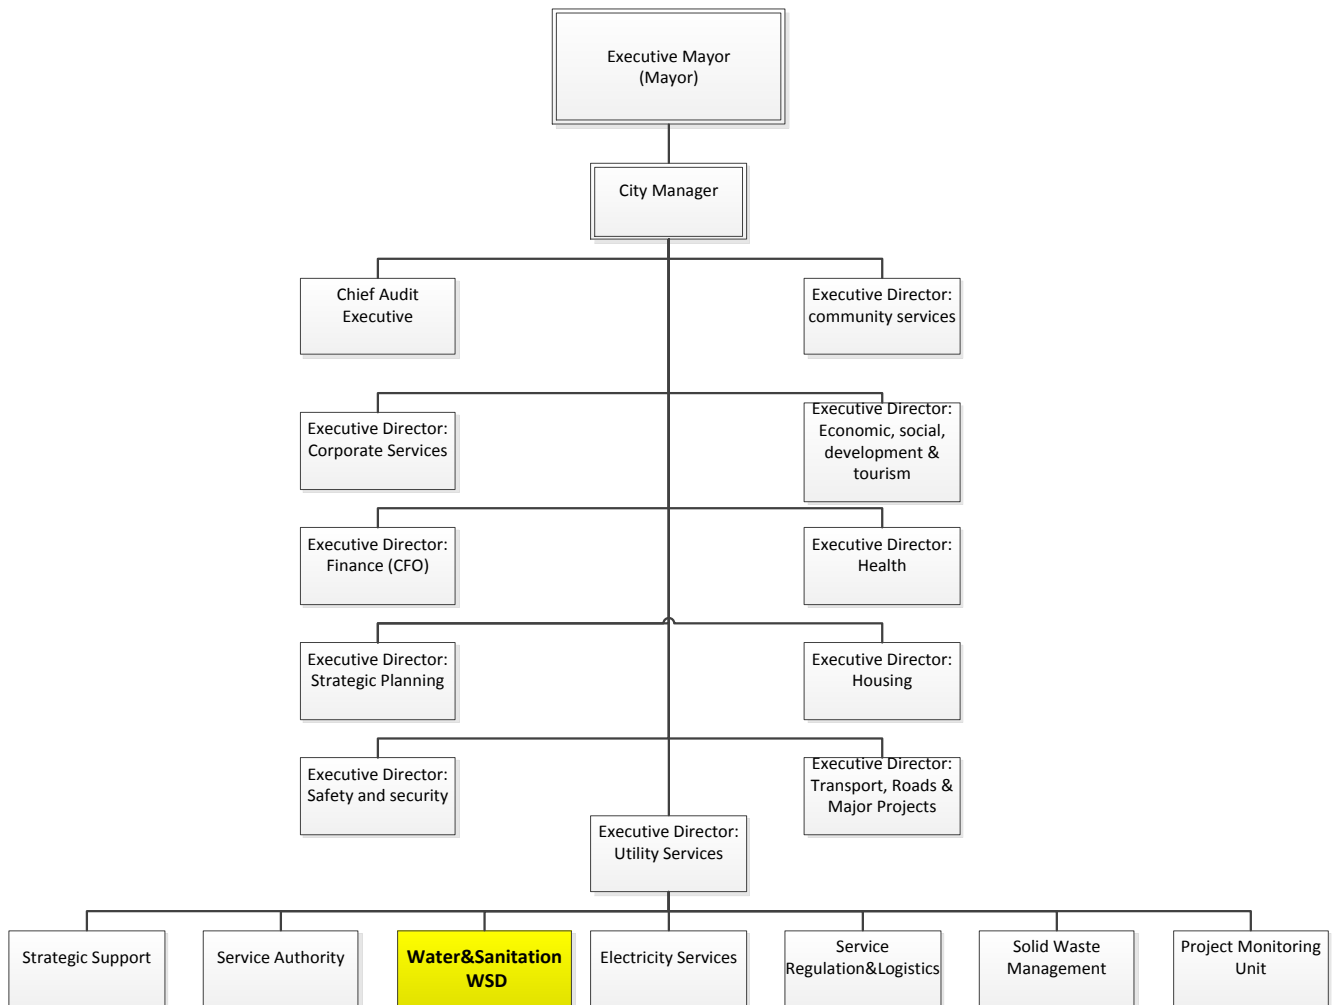 Executive Mayor
(Mayor)
City Manager
Chief Audit
Executive
Executive Director:
community services
Executive Director:
Corporate Services
Executive Director:
Economic, social,
development &
tourism
Executive Director:
Finance (CFO)
Executive Director:
Health
Executive Director:
Strategic Planning
Executive Director:
Housing
Executive Director:
Safety and security
Executive Director:
Transport, Roads &
Major Projects
Executive Director:
Utility Services
Strategic Support
Service Authority
Water&Sanitation
WSD
Electricity Services
Service
Regulation&Logistics
Solid Waste
Management
Project Monitoring
Unit